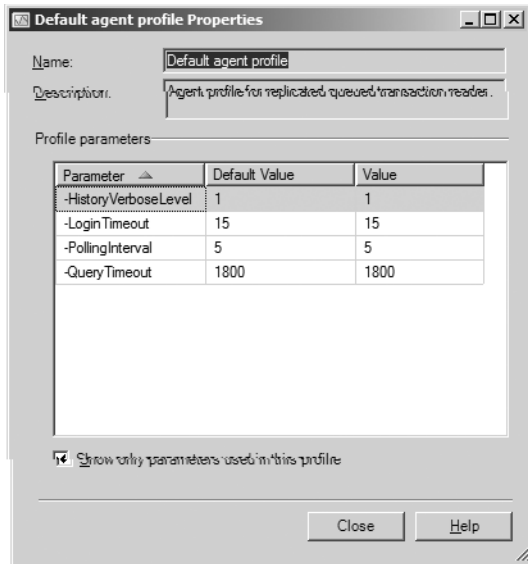 Default agent profile Properties
Name: Default agent profile
Description: Agent profile for replicated queued transaction reader.
Profile parameters
Parameter Default Value Value
-HistoryVerboseLevel 1 1
-LoginTimeout 15 15
-PollingInterval 5 5
-QueryTimeout 1800 1800
Show only parameters used in this profile
Close Help